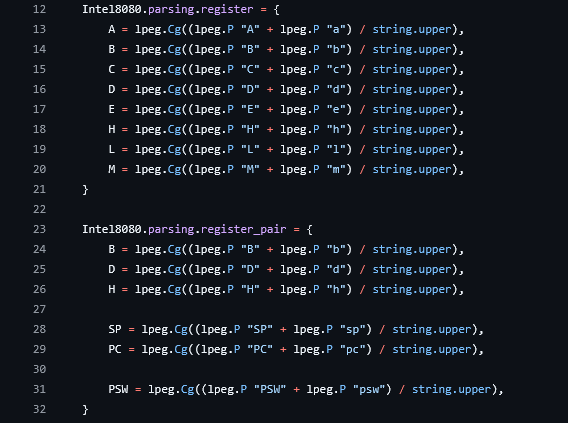 12 Intel8080.parsing.register = {
13     A = lpeg.Cg((lpeg.P "A" + lpeg.P "a") / string.upper),
14     B = lpeg.Cg((lpeg.P "B" + lpeg.P "b") / string.upper),
15     C = lpeg.Cg((lpeg.P "C" + lpeg.P "c") / string.upper),
16     D = lpeg.Cg((lpeg.P "D" + lpeg.P "d") / string.upper),
17     E = lpeg.Cg((lpeg.P "E" + lpeg.P "e") / string.upper),
18     H = lpeg.Cg((lpeg.P "H" + lpeg.P "h") / string.upper),
19     L = lpeg.Cg((lpeg.P "L" + lpeg.P "l") / string.upper),
20     M = lpeg.Cg((lpeg.P "M" + lpeg.P "m") / string.upper),
21 }
22
23 Intel8080.parsing.register_pair = {
24     B = lpeg.Cg((lpeg.P "B" + lpeg.P "b") / string.upper),
25     D = lpeg.Cg((lpeg.P "D" + lpeg.P "d") / string.upper),
26     H = lpeg.Cg((lpeg.P "H" + lpeg.P "h") / string.upper),
27
28     SP = lpeg.Cg((lpeg.P "SP" + lpeg.P "sp") / string.upper),
29     PC = lpeg.Cg((lpeg.P "PC" + lpeg.P "pc") / string.upper),
30
31     PSW = lpeg.Cg((lpeg.P "PSW" + lpeg.P "psw") / string.upper),
32 }